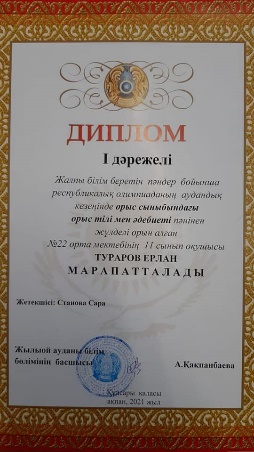 ДИПЛОМ
І дәрежелі
Жалпы білім беретін пәндер бойынша
республикалық олимпиаданың аудандық
кезеңінде орыс сыныбындағы
орыс тілі мен әдебиеті пәнінен
жүлделі орын алған
№22 орта мектебінің 11 сынып оқушысы
ТУРАРОВ ЕРЛАН
МАРАПАТТАЛАДЫ
Жетекшісі: Станова Сара
Жылыой ауданы білім
бөлімінің басшысы А.Қақпанбаева
Құлсары қаласы
ақпан, 2021 жыл